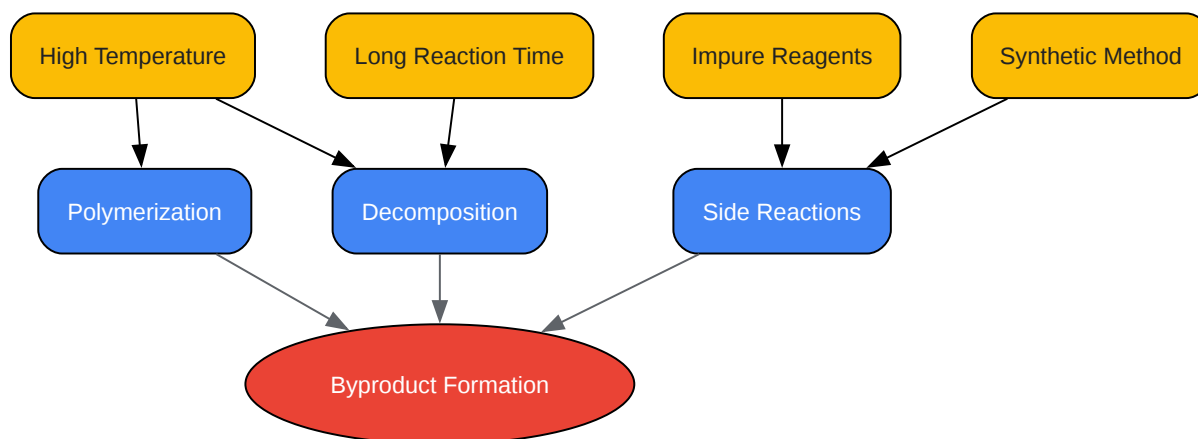 High Temperature
Long Reaction Time
Impure Reagents
Synthetic Method
Polymerization
Decomposition
Side Reactions
Byproduct Formation